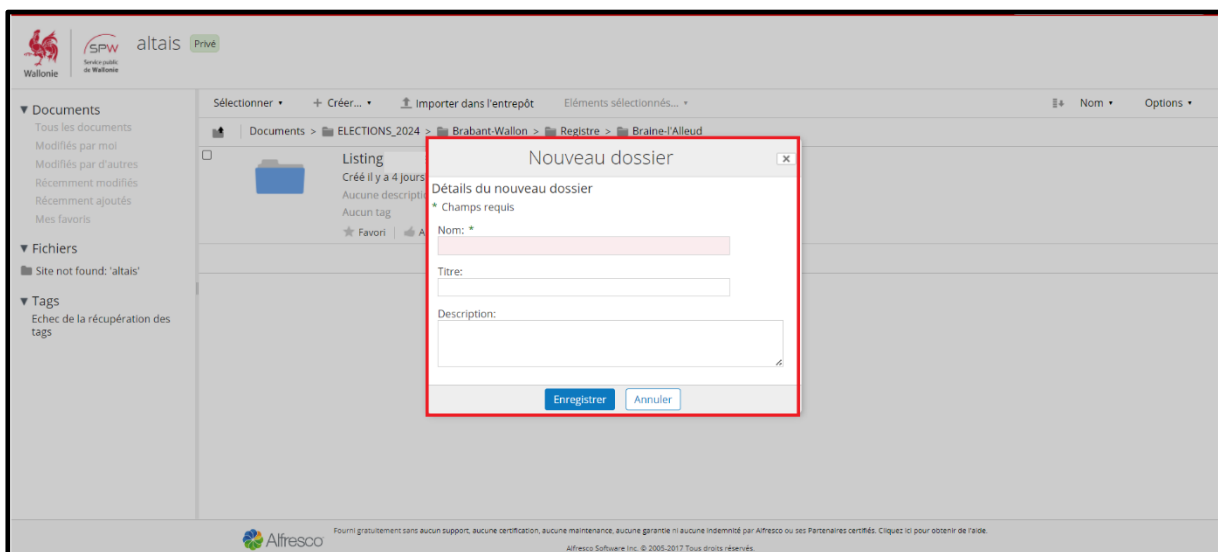 Wallonie
SPW
Service public
de Wallonie
altais Privé
Documents
Tous les documents
Modifiés par moi
Modifiés par d'autres
Récemment modifiés
Récemment ajoutés
Mes favoris
Fichiers
Site not found: 'altais'
Tags
Echec de la récupération des
tags
Sélectionner + Créer... Importer dans l'entrepôt Eléments sélectionnés... Nom Options
Documents > ELECTIONS_2024 > Brabant-Wallon > Registre > Braine-l'Alleud
Listing
Créé il y a 4 jours
Aucune descripti
Aucun tag
Favori A
Nouveau dossier x
Détails du nouveau dossier
* Champs requis
Nom: *
Titre:
Description:
Enregistrer Annuler
Alfresco
Fourni gratuitement sans aucun support, aucune certification, aucune maintenance, aucune garantie ni aucune indemnité par Alfresco ou ses Partenaires certifiés. Cliquez ici pour obtenir de l'aide.
Alfresco Software Inc. © 2005-2017 Tous droits réservés.